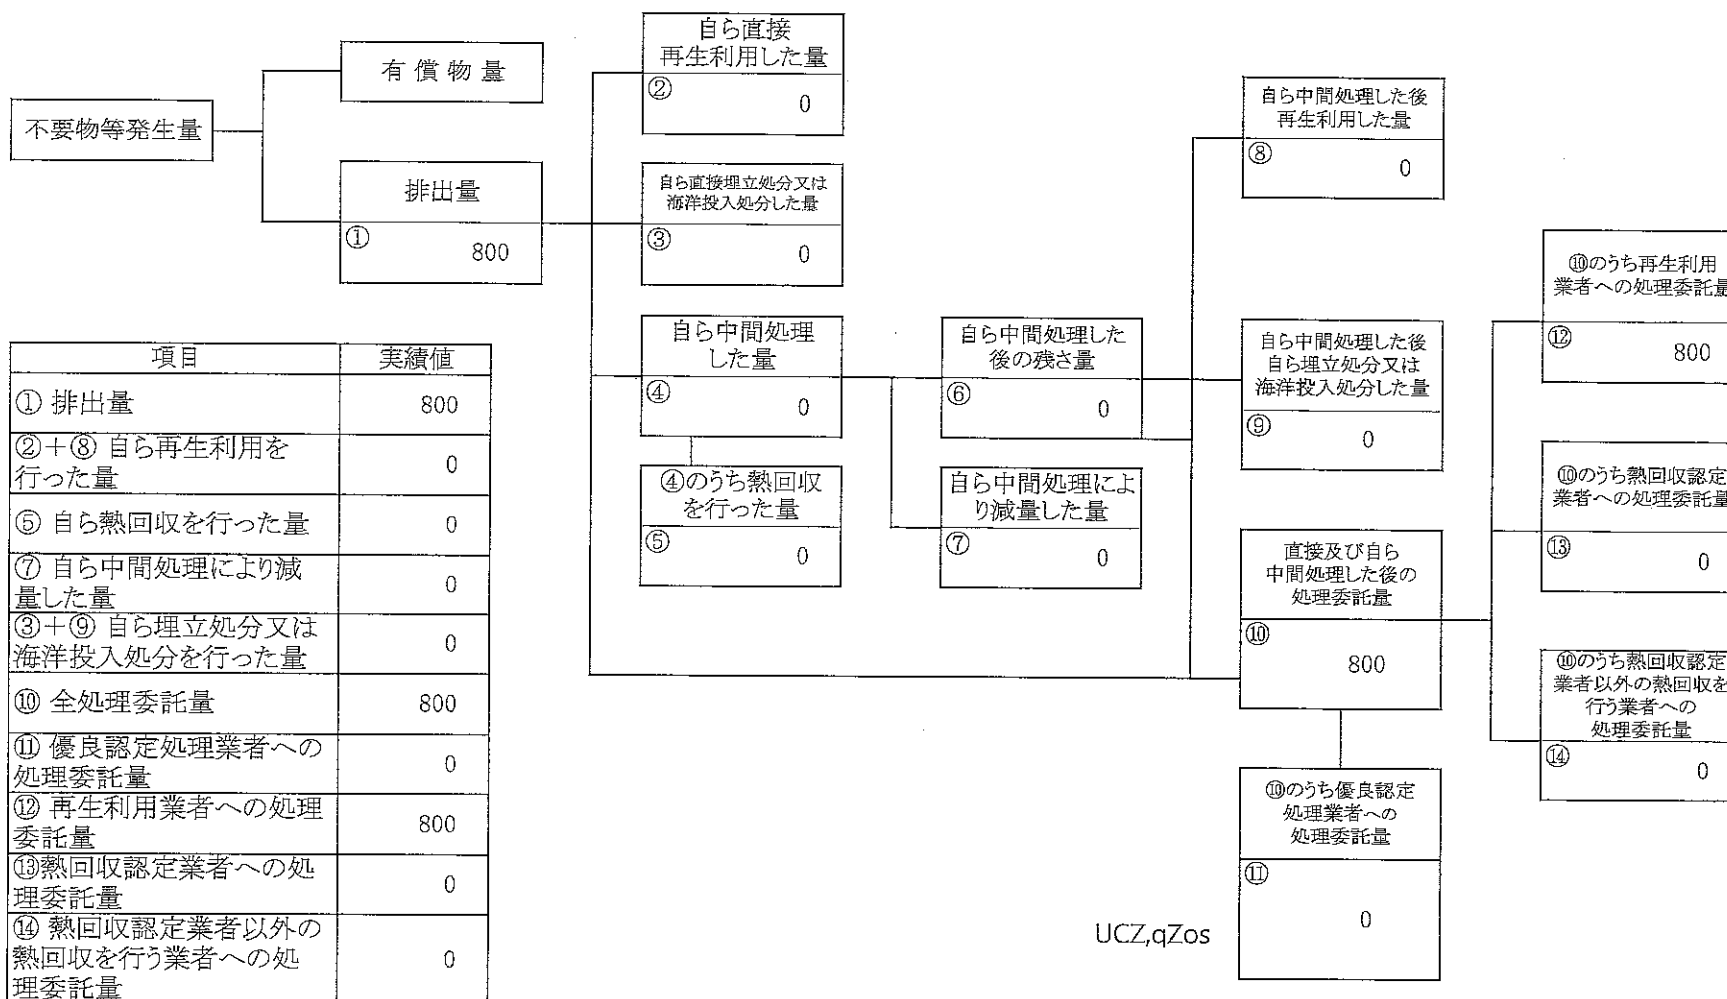 不要物等発生量
有償物量
排出量
①
800
自ら直接
再生利用した量
②
0
自ら直接埋立処分又は
海洋投入処分した量
③
0
自ら中間処理
した量
④
0
④のうち熱回収
を行った量
⑤
0
自ら中間処理した
後の残さ量
⑥
0
自ら中間処理によ
り減量した量
⑦
0
自ら中間処理した後
再生利用した量
⑧
0
自ら中間処理した後
自ら埋立処分又は
海洋投入処分した量
⑨
0
直接及び自ら
中間処理した後の
処理委託量
⑩
800
⑩のうち優良認定
処理業者への
処理委託量
⑪
0
⑩のうち再生利用
業者への処理委託量
⑫
800
⑩のうち熱回収認定
業者への処理委託量
⑬
0
⑩のうち熱回収認定
業者以外の熱回収を
行う業者への
処理委託量
⑭
0
項目 実績値
① 排出量 800
②+⑧ 自ら再生利用を
行った量 0
⑤ 自ら熱回収を行った量 0
⑦ 自ら中間処理により減
量した量 0
③+⑨ 自ら埋立処分又は
海洋投入処分を行った量 0
⑩ 全処理委託量 800
⑪ 優良認定処理業者への
処理委託量 0
⑫ 再生利用業者への処理
委託量 800
⑬熱回収認定業者への処
理委託量 0
⑭ 熱回収認定業者以外の
熱回収を行う業者への処
理委託量 0
UCZ,qZos